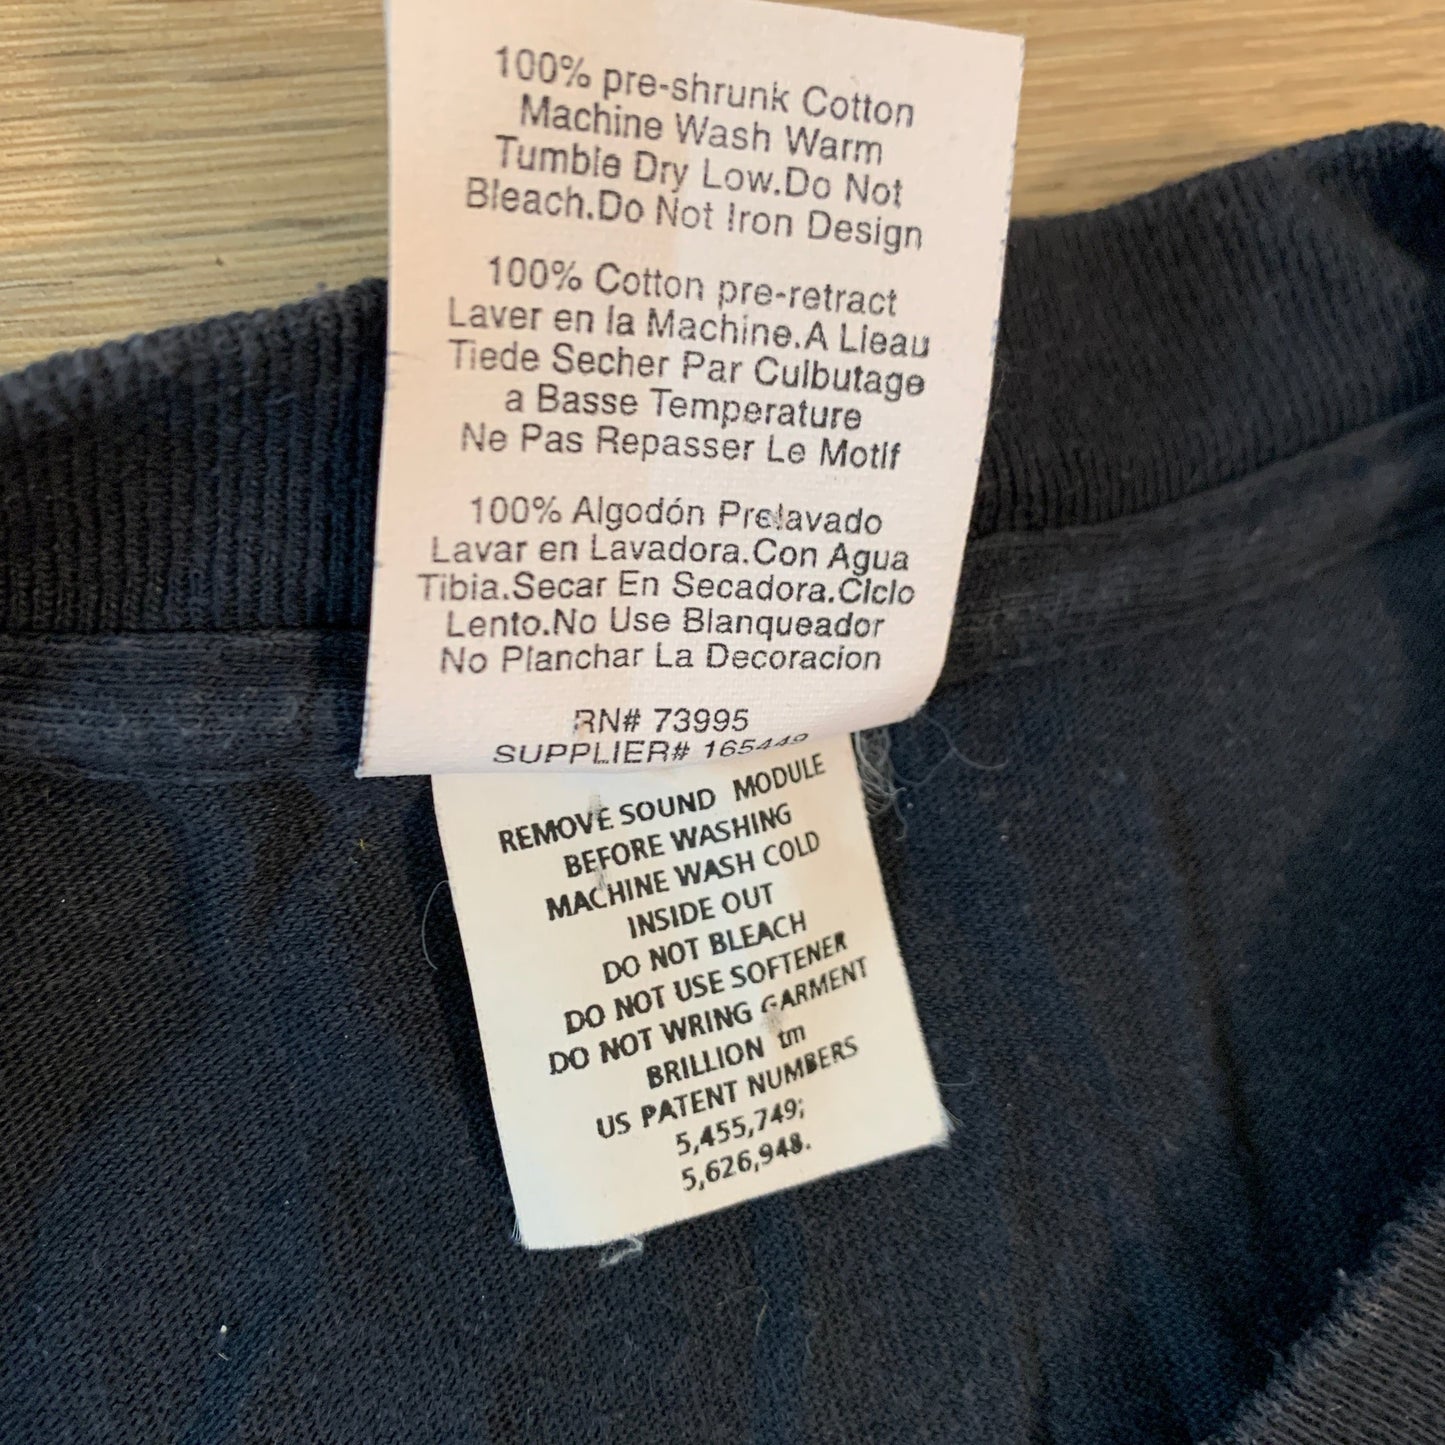 100% pre-shrunk Cotton
Machine Wash Warm
Tumble Dry Low.Do Not
Bleach.Do Not Iron Design
100% Cotton pre-retract
Laver en la Machine.A Lleau
Tiede Secher Par Culbutage
a Basse Temperature
Ne Pas Repasser Le Motif
100% Algodón Prelavado
Lavar en Lavadora.Con Agua
Tibia.Secar En Secadora.Ciclo
Lento.No Use Blanqueador
No Planchar La Decoracion
RN# 73995
SUPPLIER# 165449
REMOVE SOUND MODULE
BEFORE WASHING
MACHINE WASH COLD
INSIDE OUT
DO NOT BLEACH
DO NOT USE SOFTENER
DO NOT WRING GARMENT
BRILLION tm
US PATENT NUMBERS
5,455,749;
5,626,948.